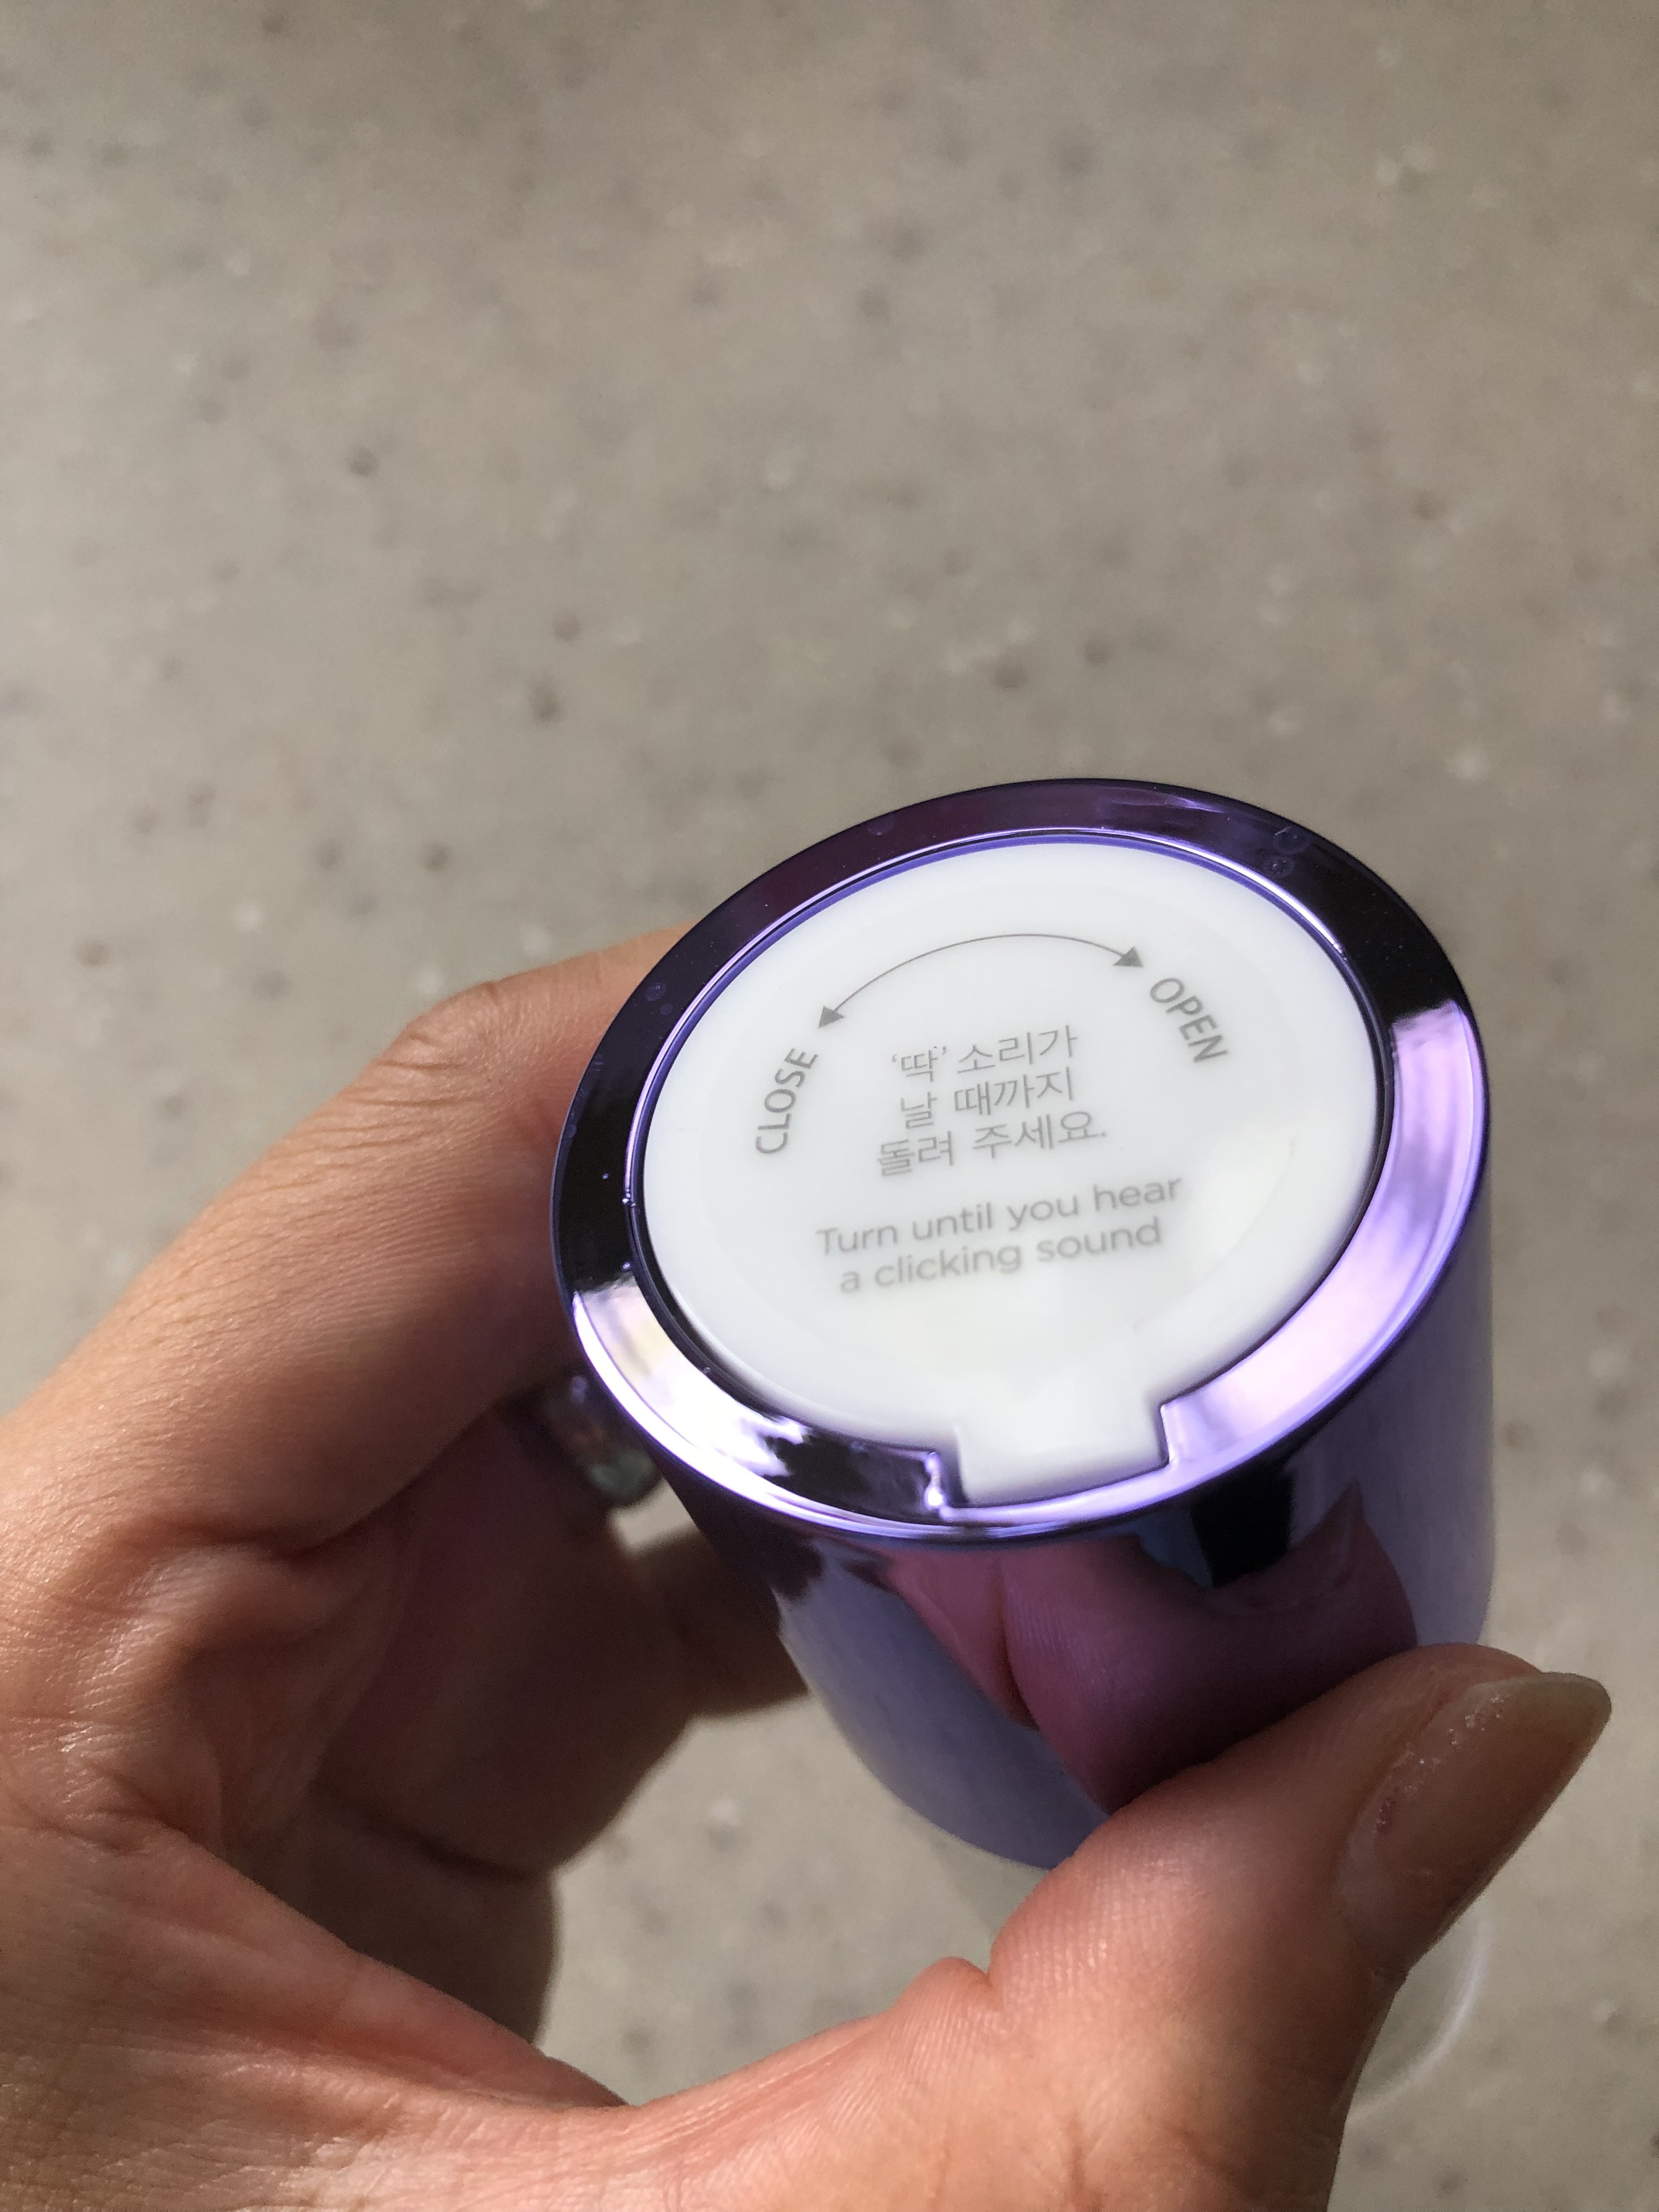 CLOSE
OPEN
‘딱’ 소리가
날 때까지
돌려 주세요.
Turn until you hear
a clicking sound